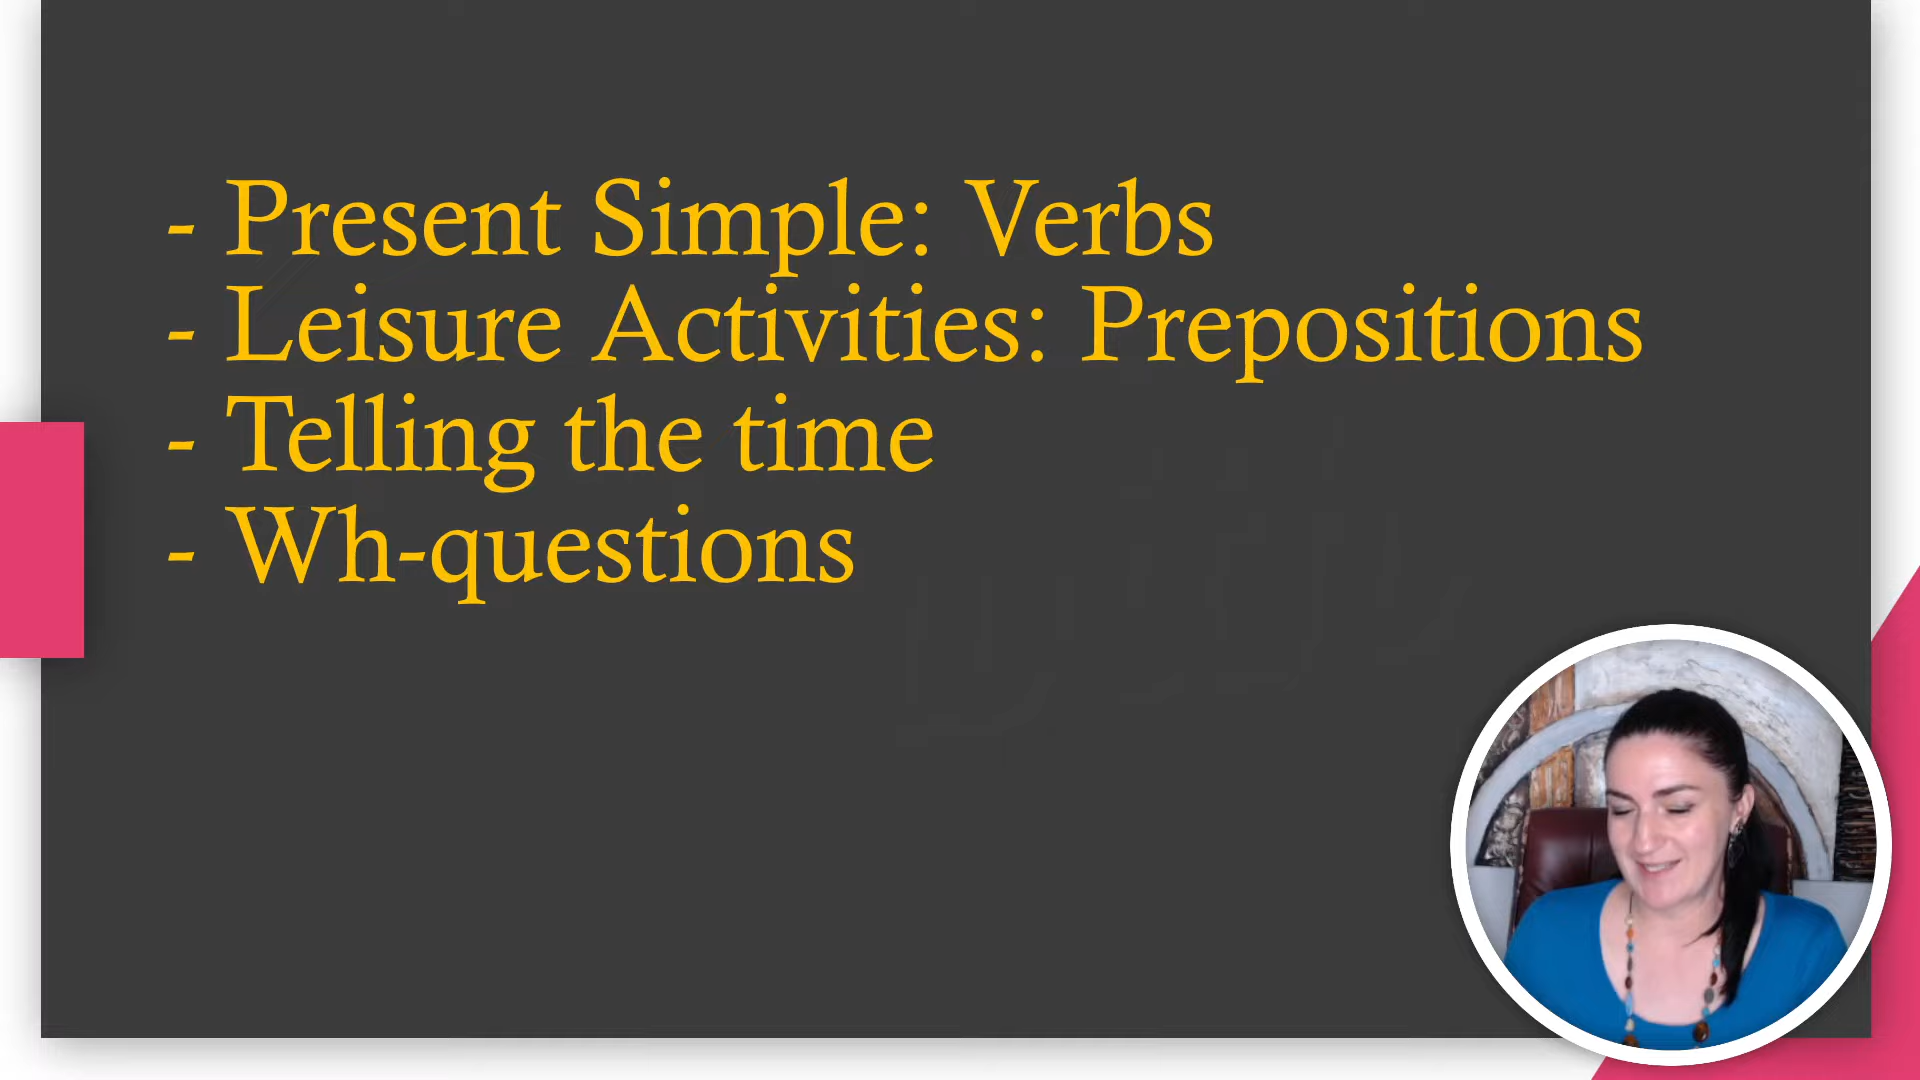 - Present Simple: Verbs
- Leisure Activities: Prepositions
- Telling the time
- Wh-questions